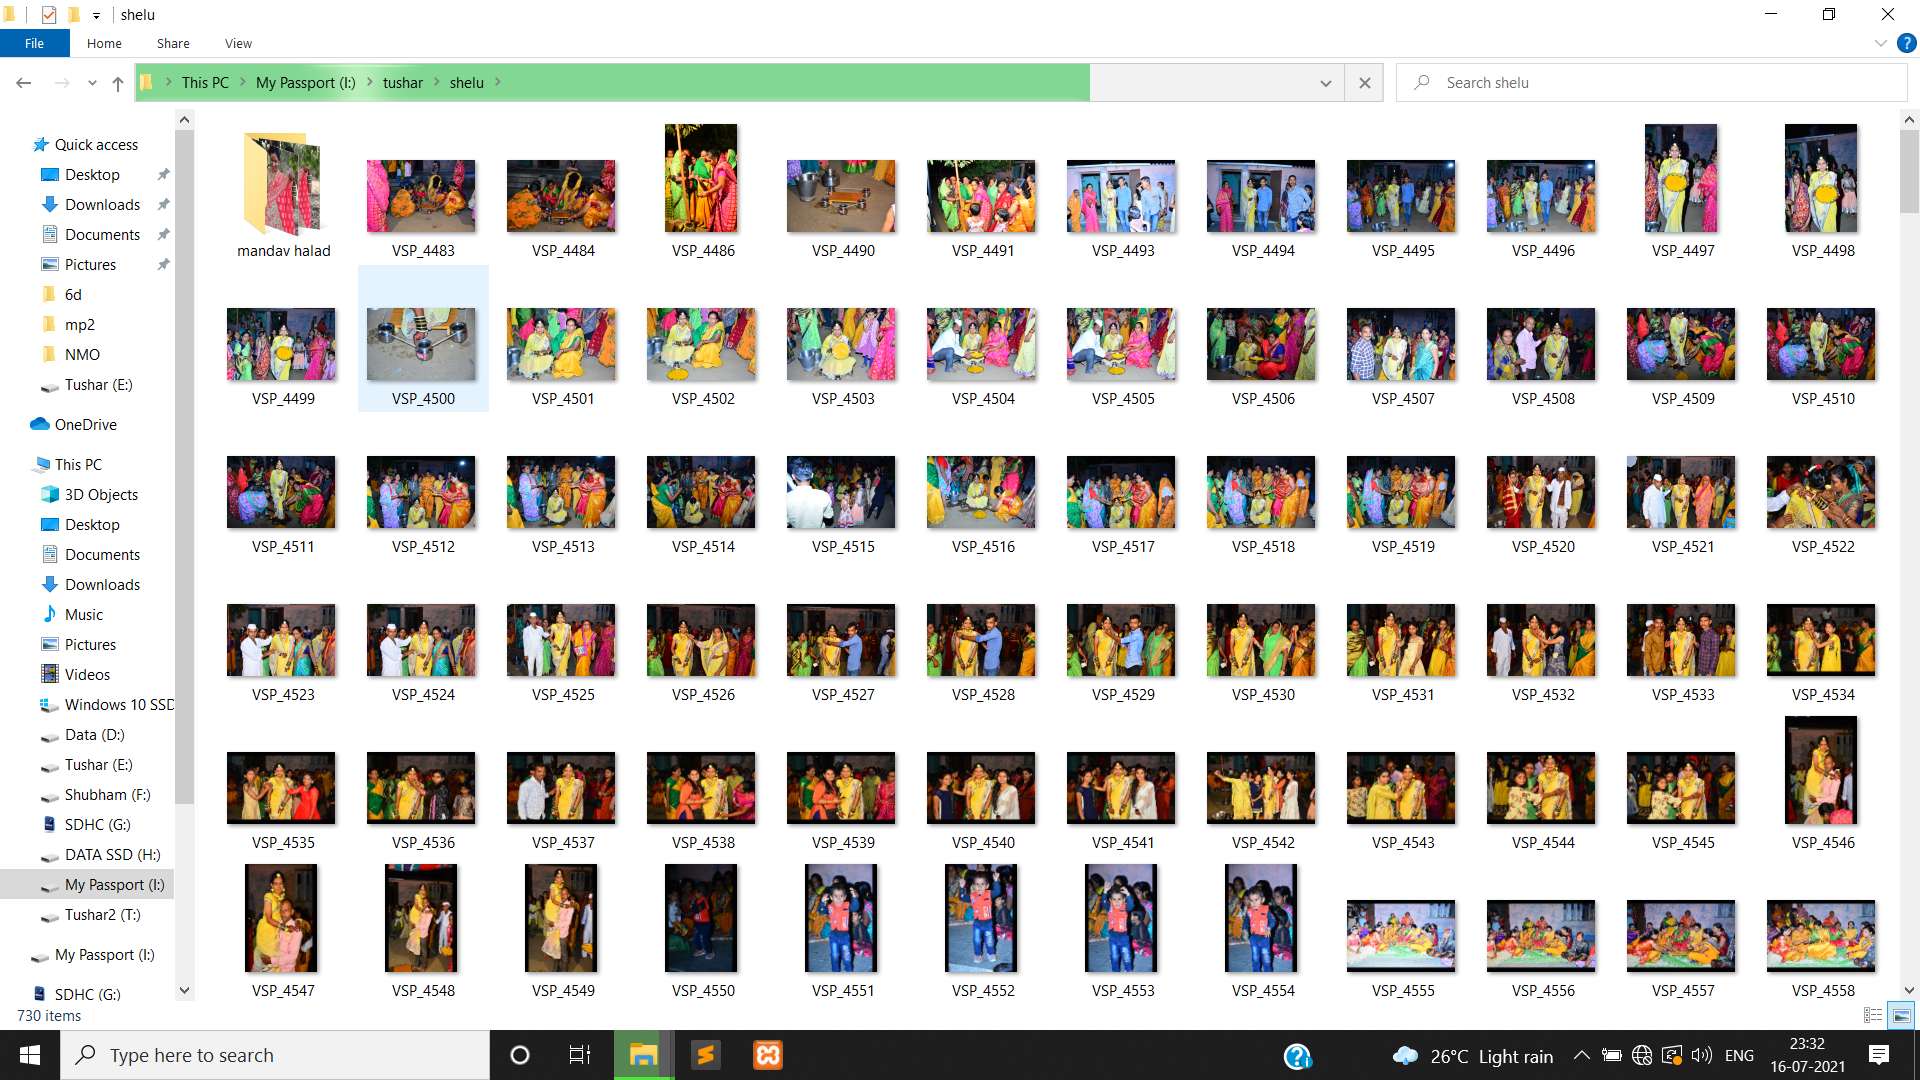 shelu
File Home Share View
This PC My Passport (I:) tushar shelu
Search shelu
Quick access
Desktop
Downloads
Documents
Pictures
6d
mp2
NMO
Tushar (E:)
OneDrive
This PC
3D Objects
Desktop
Documents
Downloads
Music
Pictures
Videos
Windows 10 SSD
Data (D:)
Tushar (E:)
Shubham (F:)
SDHC (G:)
DATA SSD (H:)
My Passport (I:)
Tushar2 (T:)
My Passport (I:)
SDHC (G:)
mandav halad VSP_4483 VSP_4484 VSP_4486 VSP_4490 VSP_4491 VSP_4493 VSP_4494 VSP_4495 VSP_4496 VSP_4497 VSP_4498
VSP_4499 VSP_4500 VSP_4501 VSP_4502 VSP_4503 VSP_4504 VSP_4505 VSP_4506 VSP_4507 VSP_4508 VSP_4509 VSP_4510
VSP_4511 VSP_4512 VSP_4513 VSP_4514 VSP_4515 VSP_4516 VSP_4517 VSP_4518 VSP_4519 VSP_4520 VSP_4521 VSP_4522
VSP_4523 VSP_4524 VSP_4525 VSP_4526 VSP_4527 VSP_4528 VSP_4529 VSP_4530 VSP_4531 VSP_4532 VSP_4533 VSP_4534
VSP_4535 VSP_4536 VSP_4537 VSP_4538 VSP_4539 VSP_4540 VSP_4541 VSP_4542 VSP_4543 VSP_4544 VSP_4545 VSP_4546
VSP_4547 VSP_4548 VSP_4549 VSP_4550 VSP_4551 VSP_4552 VSP_4553 VSP_4554 VSP_4555 VSP_4556 VSP_4557 VSP_4558
730 items
Type here to search
26°C Light rain
ENG
23:32
16-07-2021